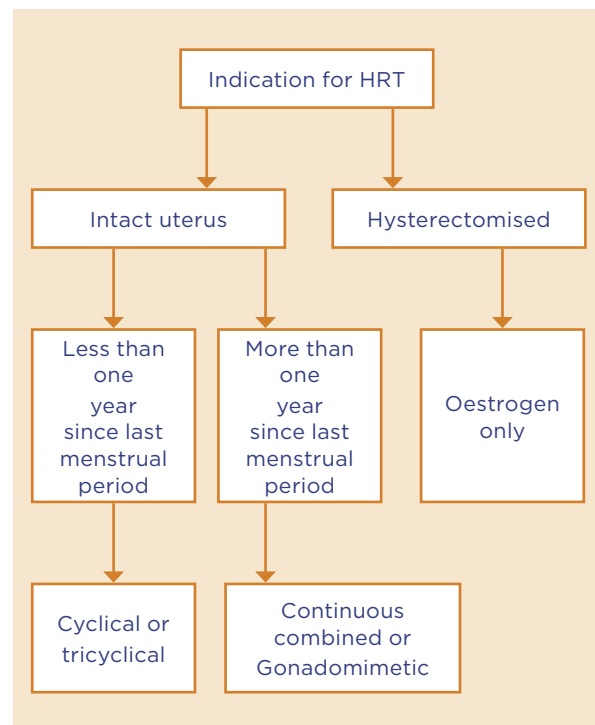 Indication for HRT
Intact uterus
Hysterectomised
Less than
one
year
since last
menstrual
period
More than
one
year
since last
menstrual
period
Oestrogen
only
Cyclical or
tricyclical
Continuous
combined or
Gonadomimetic